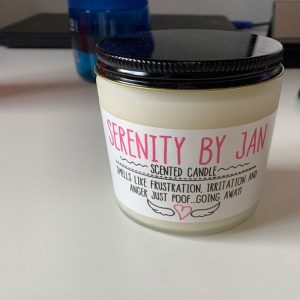 SERENITY BY JAN
SCENTED CANDLE
SMELLS LIKE FRUSTRATION, IRRITATION AND
ANGER JUST POOF...GOING AWAY!